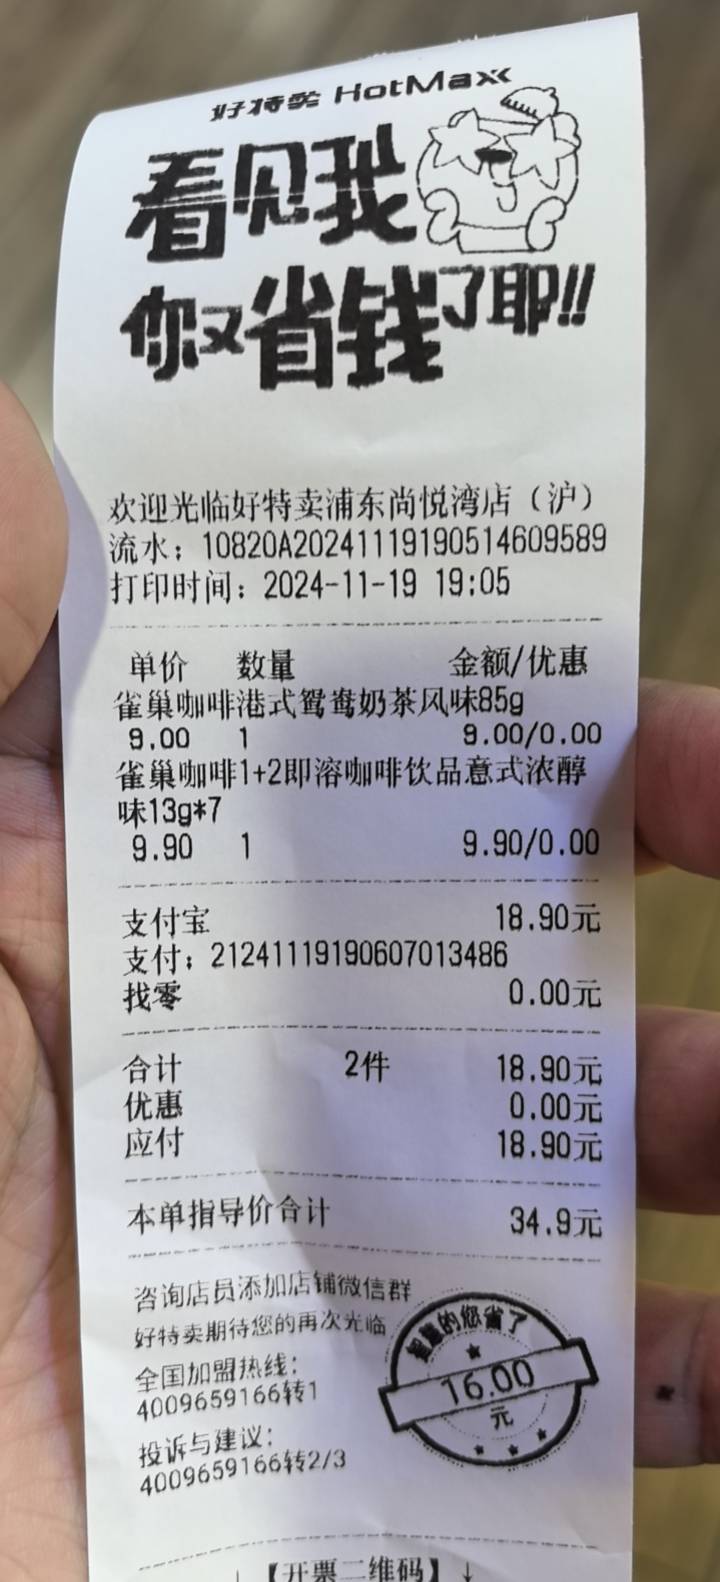 好特卖 HotMaxx
看见我
你又省钱了耶!!
欢迎光临好特卖浦东尚悦湾店（沪）
流水：10820A20241119190514609589
打印时间：2024-11-19 19:05
单价 数量 金额/优惠
雀巢咖啡港式鸳鸯奶茶风味85g
9.00 1 9.00/0.00
雀巢咖啡1+2即溶咖啡饮品意式浓醇
味13g*7
9.90 1 9.90/0.00
支付宝 18.90元
支付：21241119190607013486
找零 0.00元
合计 2件 18.90元
优惠 0.00元
应付 18.90元
本单指导价合计 34.9元
咨询店员添加店铺微信群
好特卖期待您的再次光临
全国加盟热线：
4009659166转1
投诉与建议：
4009659166转2/3
智慧的您省了
16.00
元
↓【开票二维码】↓